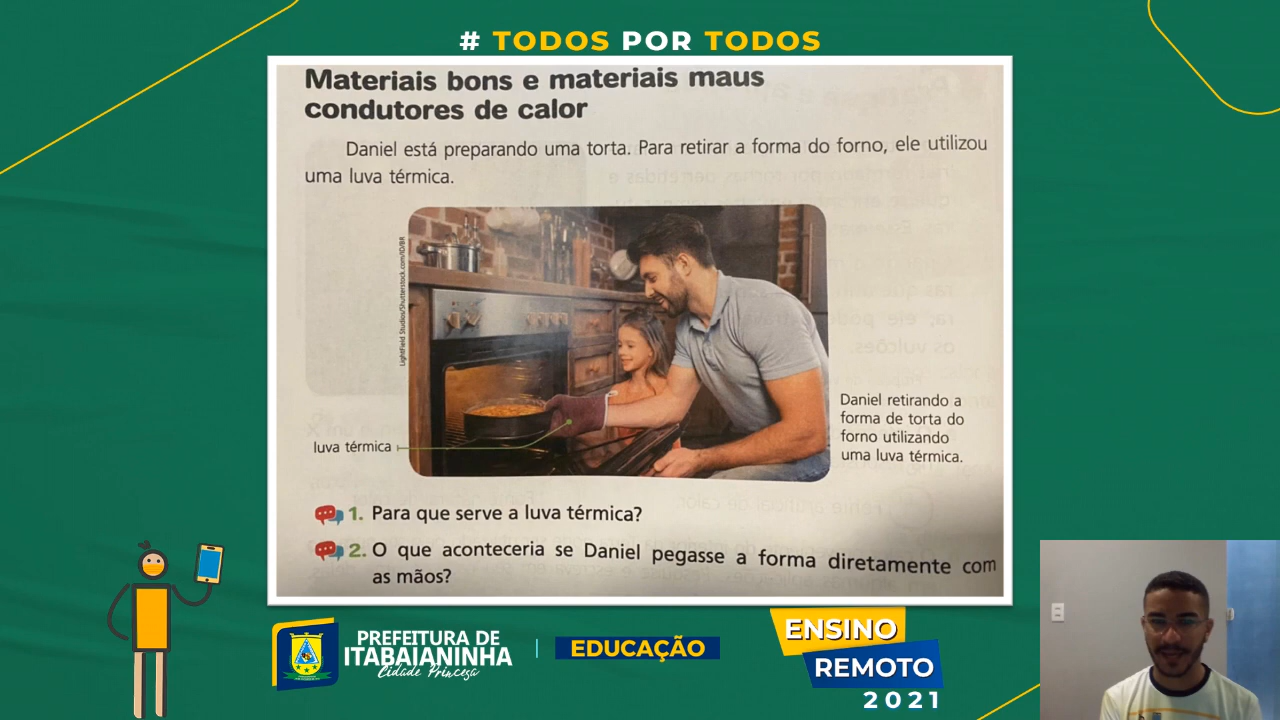 # TODOS POR TODOS
Materiais bons e materiais maus
condutores de calor
Daniel está preparando uma torta. Para retirar a forma do forno, ele utilizou
uma luva térmica.
LightField Studios/Shutterstock.com/ID/BR
luva térmica
Daniel retirando a
forma de torta do
forno utilizando
uma luva térmica.
1. Para que serve a luva térmica?
2. O que aconteceria se Daniel pegasse a forma diretamente com
as mãos?
PREFEITURA DE
ITABAIANINHA
Cidade Princesa
EDUCAÇÃO
ENSINO
REMOTO
2021